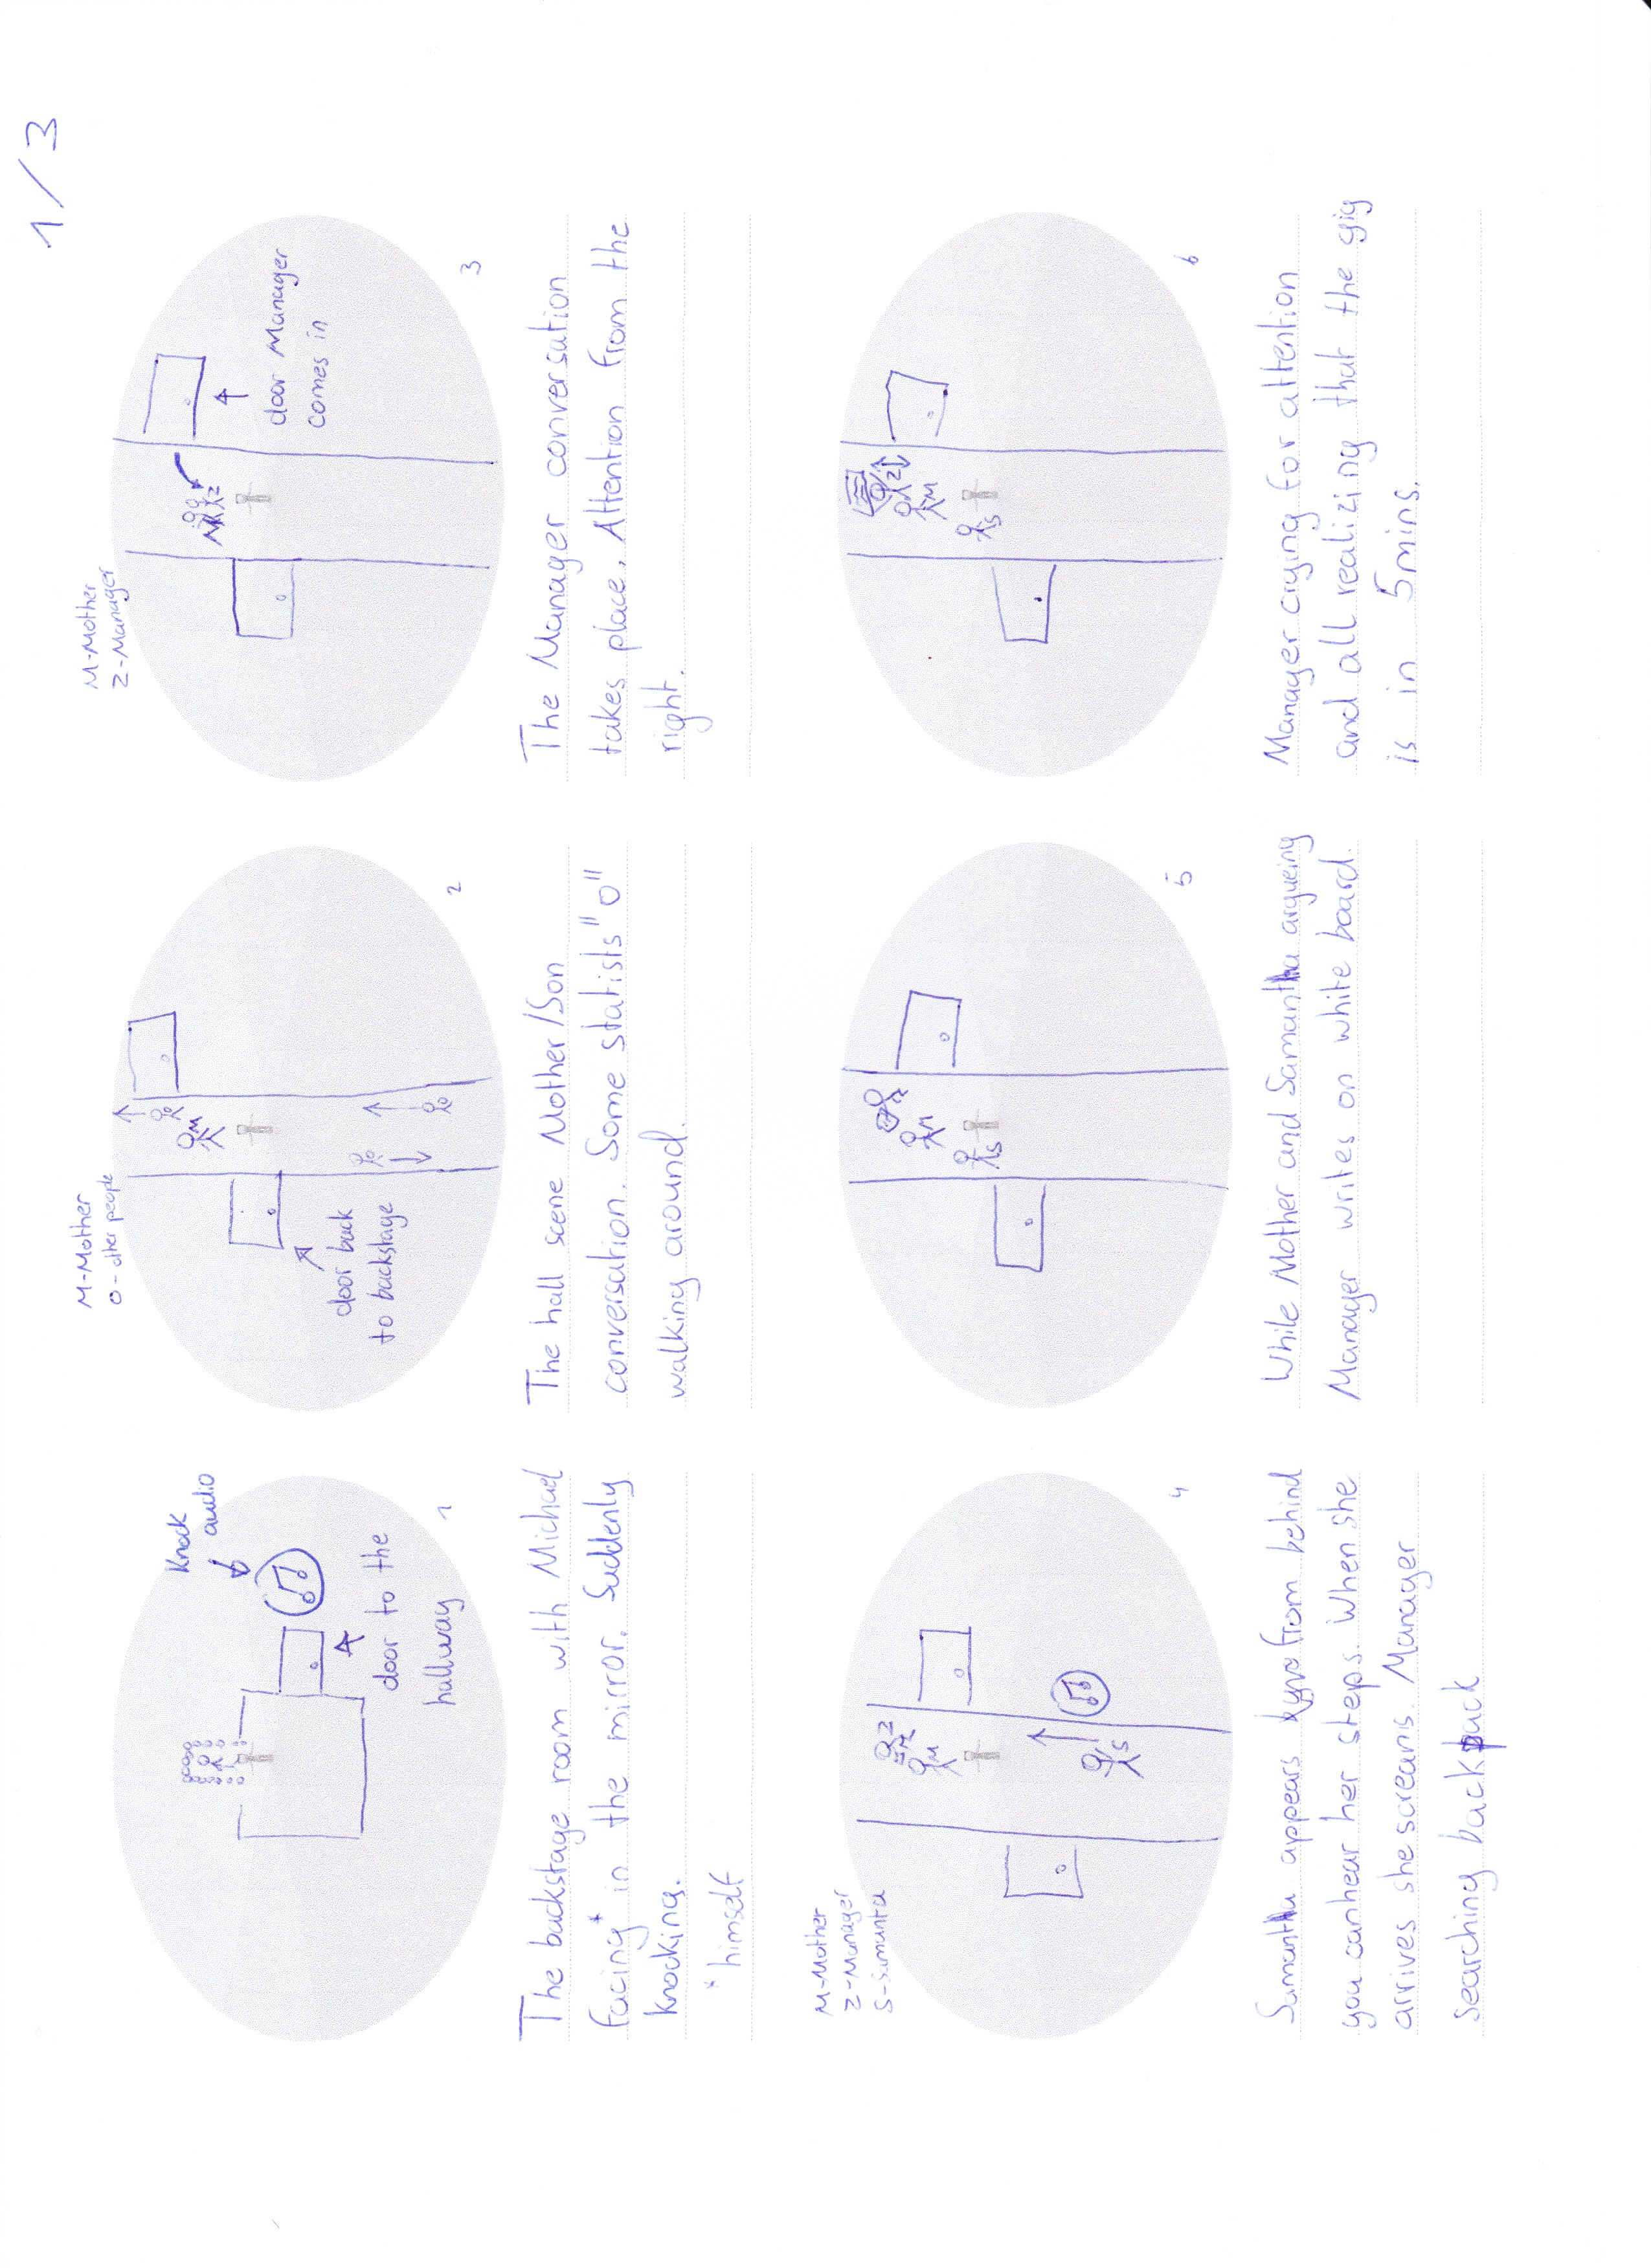 1/3
Knock
audio
door to the
hallway
1
The backstage room with Michael
facing* in the mirror. Suddenly
knocking.
*himself
M-Mother
O-other people
M
door back
to backstage
2
The hall scene Mother/Son
conversation. Some statists "O"
walking around.
M-Mother
Z-Manager
M Z
door Manager
comes in
3
The Manager conversation
takes place. Attention from the
right.
M-Mother
Z-Manager
S-Samanta
Z
M
S
4
Samantha appears from behind
you can hear her steps. When she
arrives she screams. Manager
searching backpack
Z
M
S
5
While Mother and Samantha argueing
Manager writes on white board.
Z
M
S
6
Manager crying for attention
and all realizing that the gig
is in 5mins.